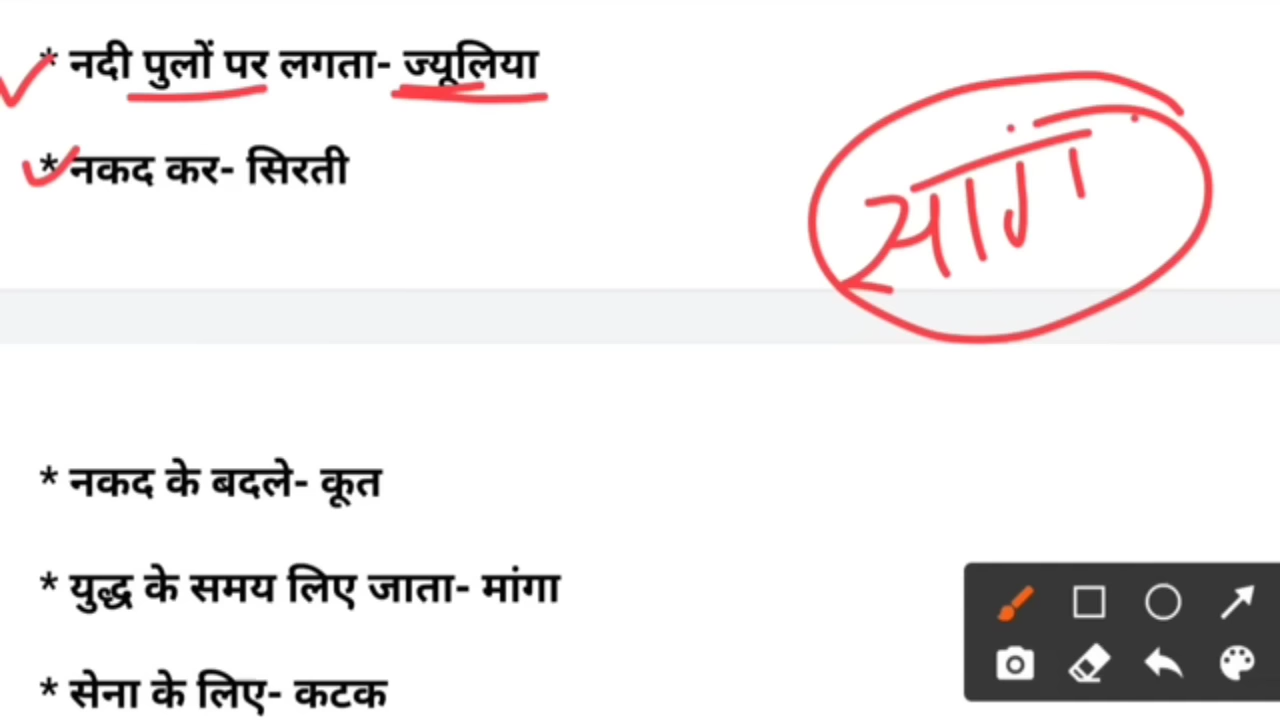 * नदी पुलों पर लगता- ज्यूलिया
* नकद कर- सिरती
* नकद के बदले- कूत
* युद्ध के समय लिए जाता- मांगा
* सेना के लिए- कटक